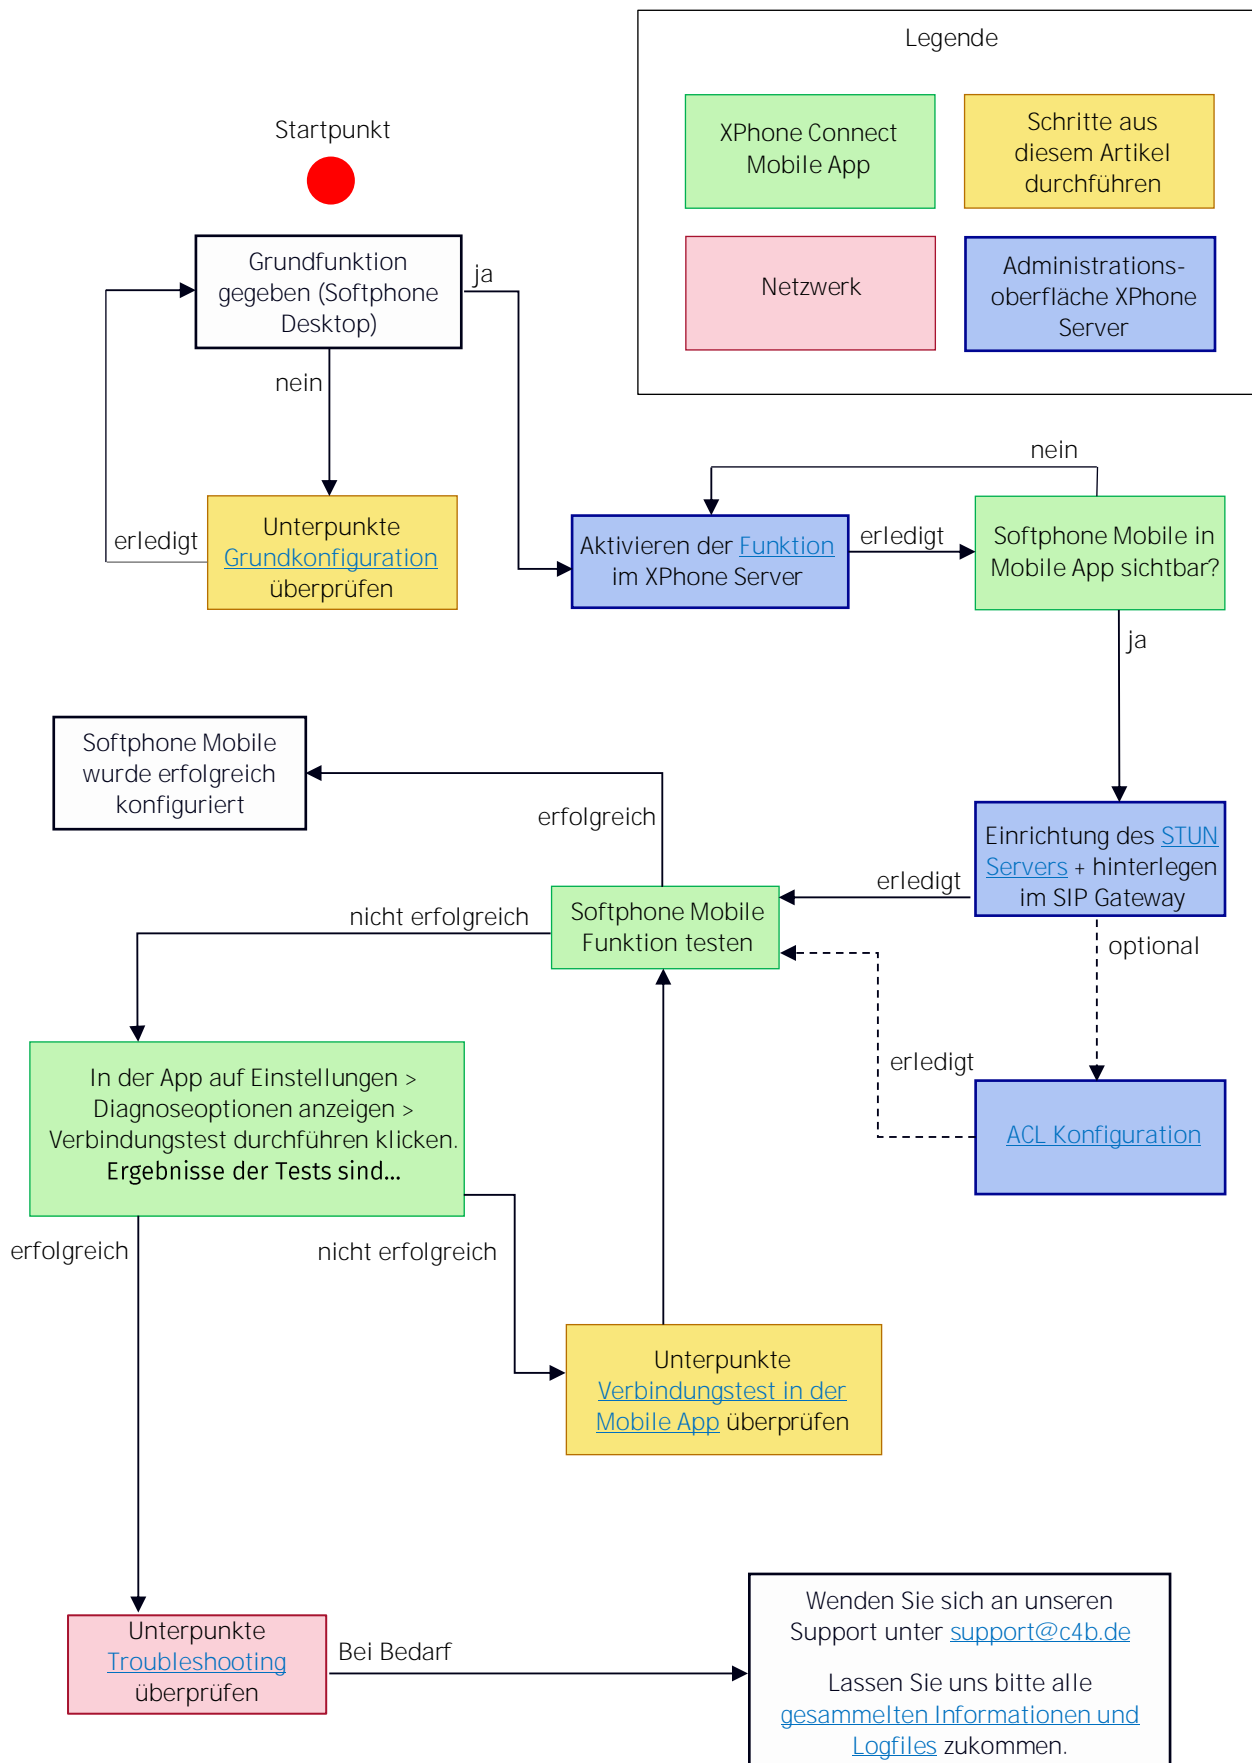 Legende
XPhone Connect
Mobile App
Schritte aus
diesem Artikel
durchführen
Netzwerk
Administrations-
oberfläche XPhone
Server
Startpunkt
Grundfunktion
gegeben (Softphone
Desktop)
ja
nein
Unterpunkte
Grundkonfiguration
überprüfen
erledigt
Aktivieren der Funktion
im XPhone Server
erledigt
nein
Softphone Mobile in
Mobile App sichtbar?
ja
Softphone Mobile
wurde erfolgreich
konfiguriert
erfolgreich
Einrichtung des STUN
Servers + hinterlegen
im SIP Gateway
erledigt
optional
Softphone Mobile
Funktion testen
nicht erfolgreich
erledigt
ACL Konfiguration
In der App auf Einstellungen >
Diagnoseoptionen anzeigen >
Verbindungstest durchführen klicken.
Ergebnisse der Tests sind...
erfolgreich
nicht erfolgreich
Unterpunkte
Verbindungstest in der
Mobile App überprüfen
Unterpunkte
Troubleshooting
überprüfen
Bei Bedarf
Wenden Sie sich an unseren
Support unter support@c4b.de
Lassen Sie uns bitte alle
gesammelten Informationen und
Logfiles zukommen.